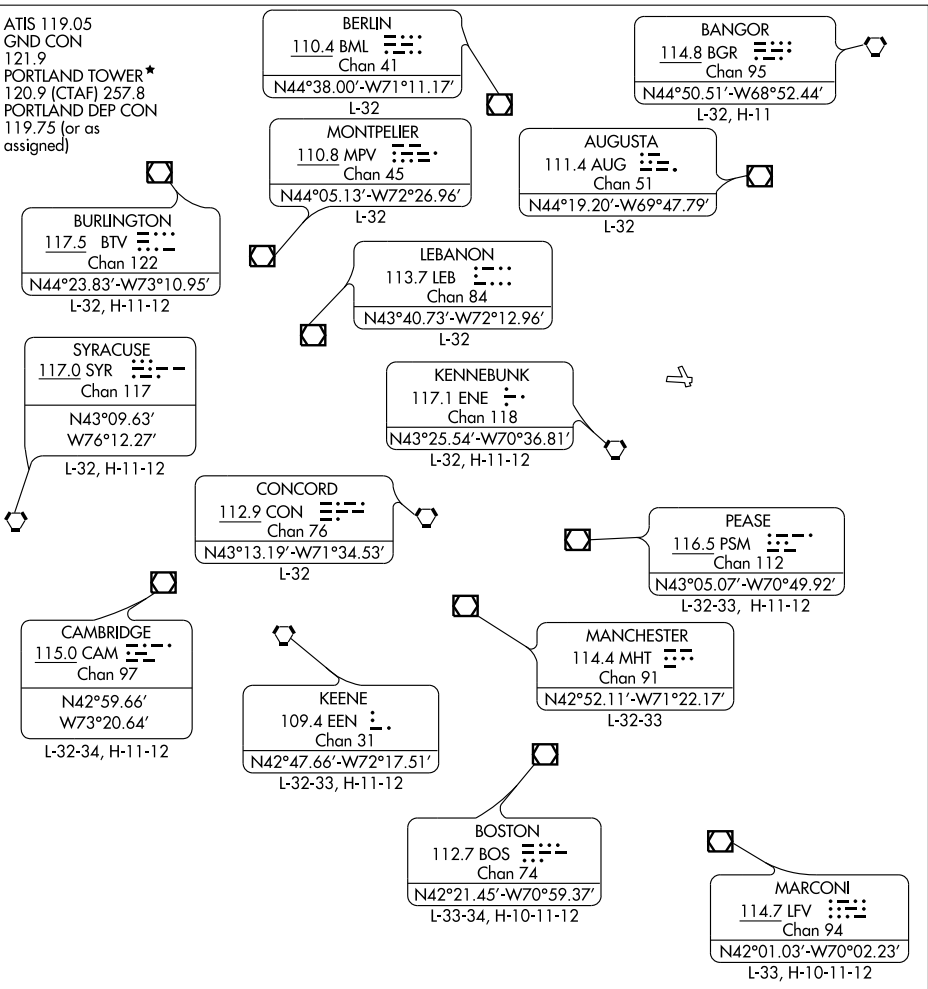 ATIS 119.05
GND CON
121.9
PORTLAND TOWER★
120.9 (CTAF) 257.8
PORTLAND DEP CON
119.75 (or as
assigned)
BERLIN
110.4 BML
Chan 41
N44°38.00′-W71°11.17′
L-32
BANGOR
114.8 BGR
Chan 95
N44°50.51′-W68°52.44′
L-32, H-11
MONTPELIER
110.8 MPV
Chan 45
N44°05.13′-W72°26.96′
L-32
AUGUSTA
111.4 AUG
Chan 51
N44°19.20′-W69°47.79′
L-32
BURLINGTON
117.5 BTV
Chan 122
N44°23.83′-W73°10.95′
L-32, H-11-12
LEBANON
113.7 LEB
Chan 84
N43°40.73′-W72°12.96′
L-32
SYRACUSE
117.0 SYR
Chan 117
N43°09.63′
W76°12.27′
L-32, H-11-12
KENNEBUNK
117.1 ENE
Chan 118
N43°25.54′-W70°36.81′
L-32, H-11-12
CONCORD
112.9 CON
Chan 76
N43°13.19′-W71°34.53′
L-32
PEASE
116.5 PSM
Chan 112
N43°05.07′-W70°49.92′
L-32-33, H-11-12
CAMBRIDGE
115.0 CAM
Chan 97
N42°59.66′
W73°20.64′
L-32-34, H-11-12
MANCHESTER
114.4 MHT
Chan 91
N42°52.11′-W71°22.17′
L-32-33
KEENE
109.4 EEN
Chan 31
N42°47.66′-W72°17.51′
L-32-33, H-11-12
BOSTON
112.7 BOS
Chan 74
N42°21.45′-W70°59.37′
L-33-34, H-10-11-12
MARCONI
114.7 LFV
Chan 94
N42°01.03′-W70°02.23′
L-33, H-10-11-12